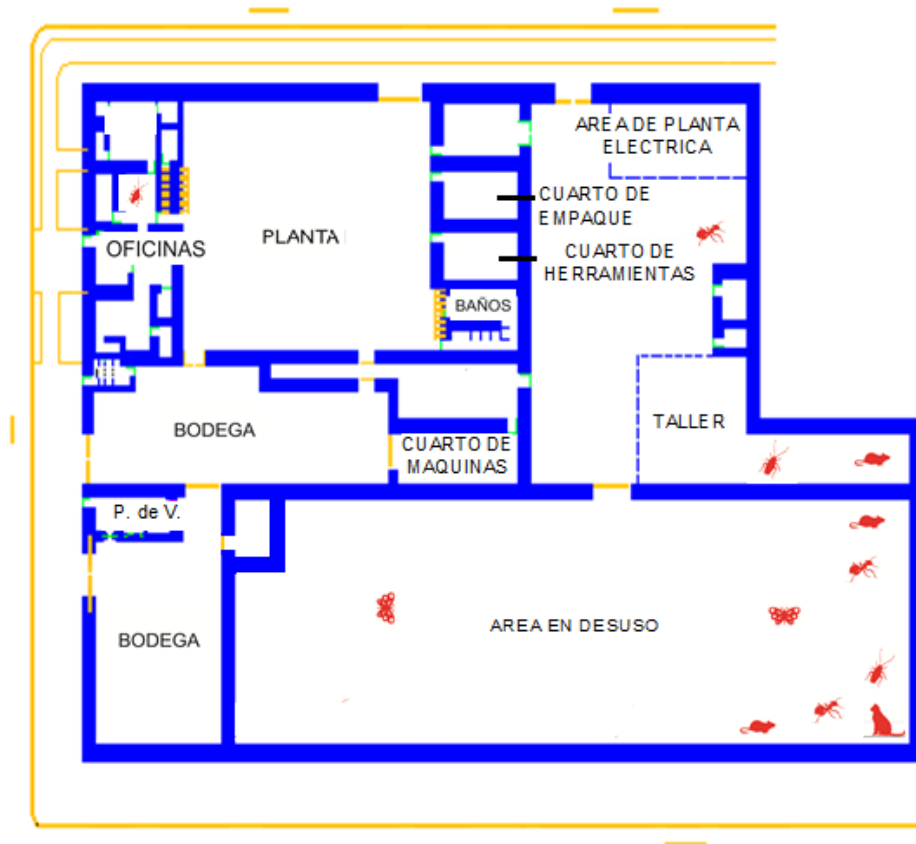 AREA DE PLANTA
ELECTRICA
CUARTO DE
EMPAQUE
OFICINAS
PLANTA
CUARTO DE
HERRAMIENTAS
BAÑOS
BODEGA
TALLER
CUARTO DE
MAQUINAS
P. de V.
AREA EN DESUSO
BODEGA